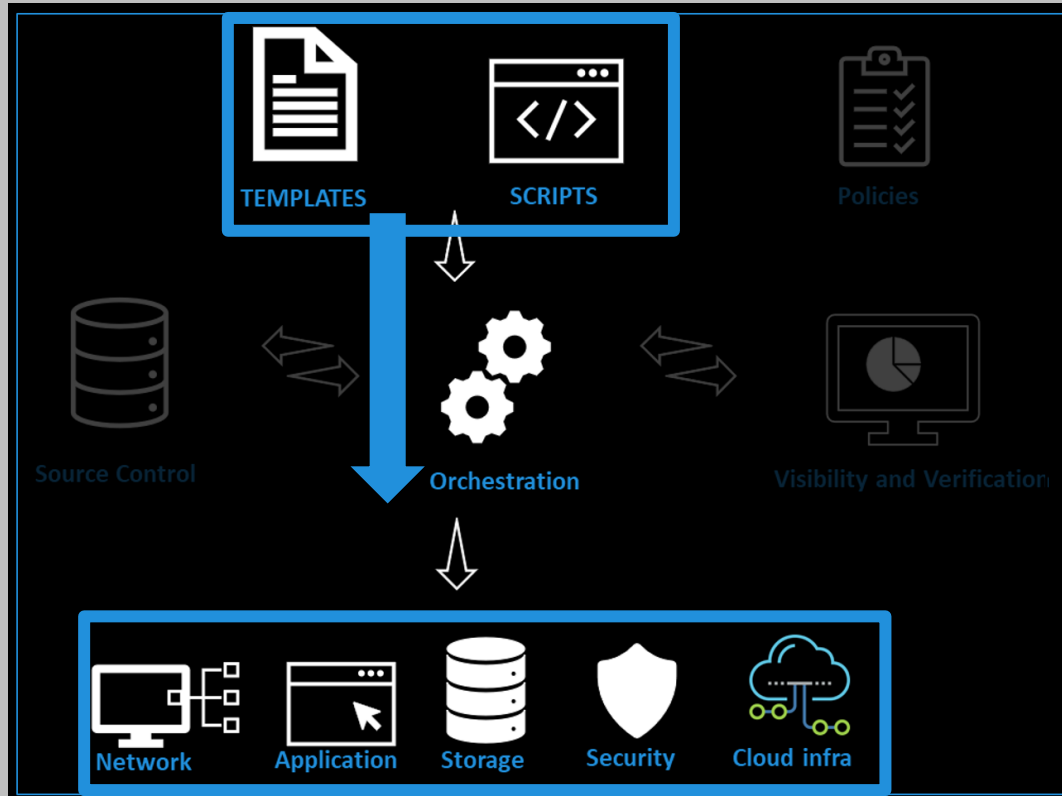 TEMPLATES
SCRIPTS
Policies
Source Control
Orchestration
Visibility and Verification
Network
Application
Storage
Security
Cloud infra